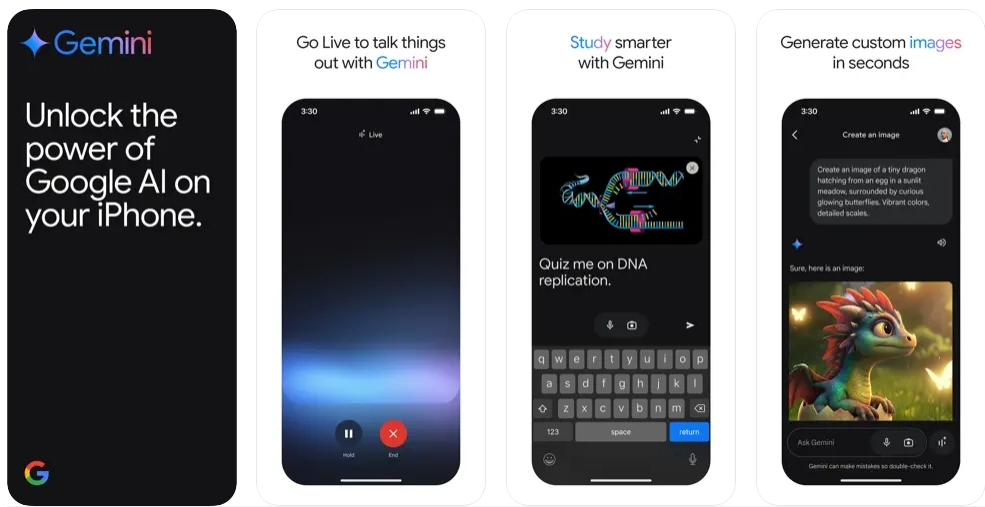 Gemini
Unlock the
power of
Google AI on
your iPhone.
G
Go Live to talk things
out with Gemini
3:30
Live
Hold
End
Study smarter
with Gemini
3:30
Quiz me on DNA
replication.
q w e r t y u i o p
a s d f g h j k l
z x c v b n m
123 space return
Generate custom images
in seconds
3:30
Create an image
Create an image of a tiny dragon
hatching from an egg in a sunlit
meadow, surrounded by curious
glowing butterflies. Vibrant colors,
detailed scales.
Sure, here is an image:
Ask Gemini
Gemini can make mistakes so double-check it.